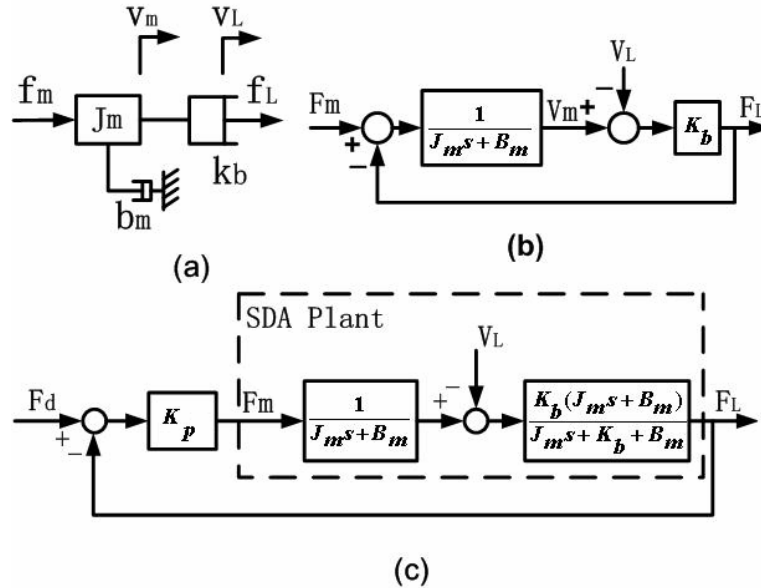 Vm VL
fm Jm fL
bm kb
(a)
VL
Fm + − 1 / (Jms+Bm) Vm + − Kb FL
(b)
SDA Plant
VL
Fd + − Kp Fm 1 / (Jms+Bm) + − Kb(Jms+Bm) / (Jms+Kb+Bm) FL
(c)